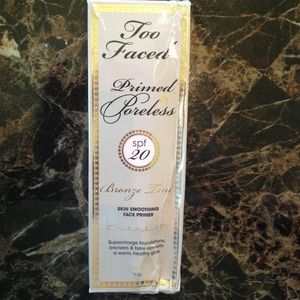 Too
Faced
Primed
Poreless
spf
20
Bronze Tint
SKIN SMOOTHING
FACE PRIMER
Supercharge foundations,
bronzers & bare skin with
a warm, healthy glow